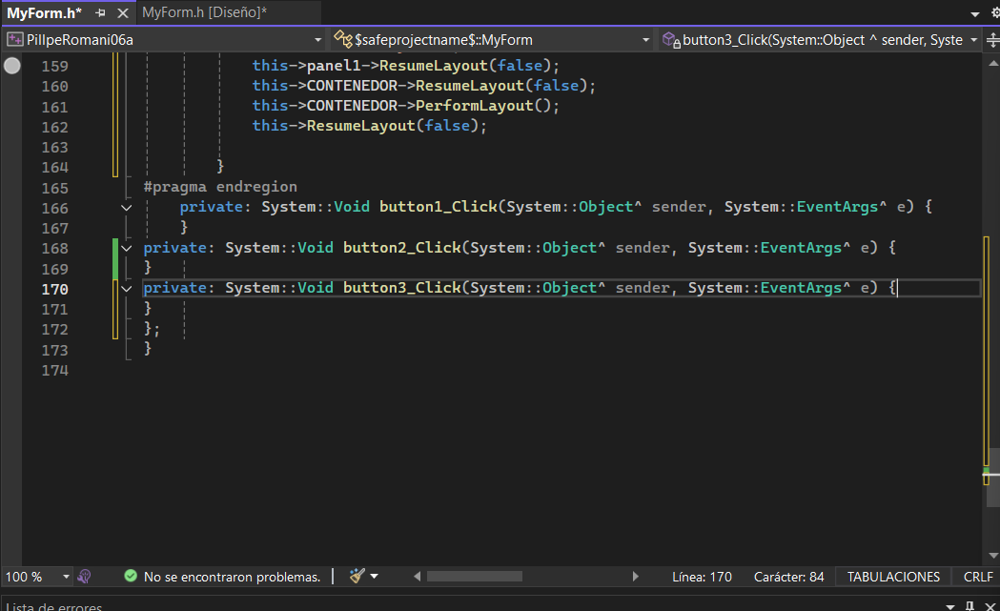 MyForm.h*
MyForm.h [Diseño]*
PillpeRomani06a
$safeprojectname$::MyForm
button3_Click(System::Object ^ sender, Syste
159 this->panel1->ResumeLayout(false);
160 this->CONTENEDOR->ResumeLayout(false);
161 this->CONTENEDOR->PerformLayout();
162 this->ResumeLayout(false);
163
164 }
165 #pragma endregion
166 private: System::Void button1_Click(System::Object^ sender, System::EventArgs^ e) {
167 }
168 private: System::Void button2_Click(System::Object^ sender, System::EventArgs^ e) {
169 }
170 private: System::Void button3_Click(System::Object^ sender, System::EventArgs^ e) {
171 }
172 };
173 }
174
100 %
No se encontraron problemas.
Línea: 170
Carácter: 84
TABULACIONES
CRLF
Lista de errores